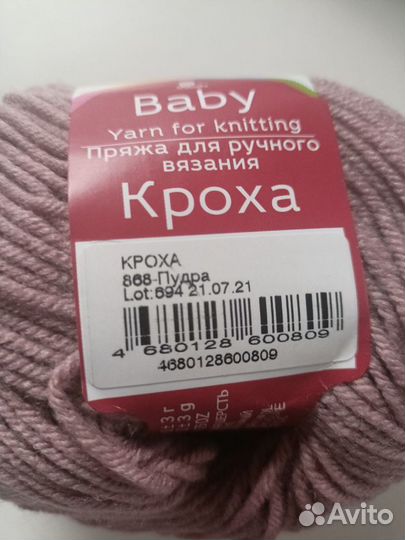 Baby
Yarn for knitting
Пряжа для ручного
вязания
Кроха
КРОХА
868-Пудра
Lot:694 21.07.21
4 680128 600809
4680128600809
Avito